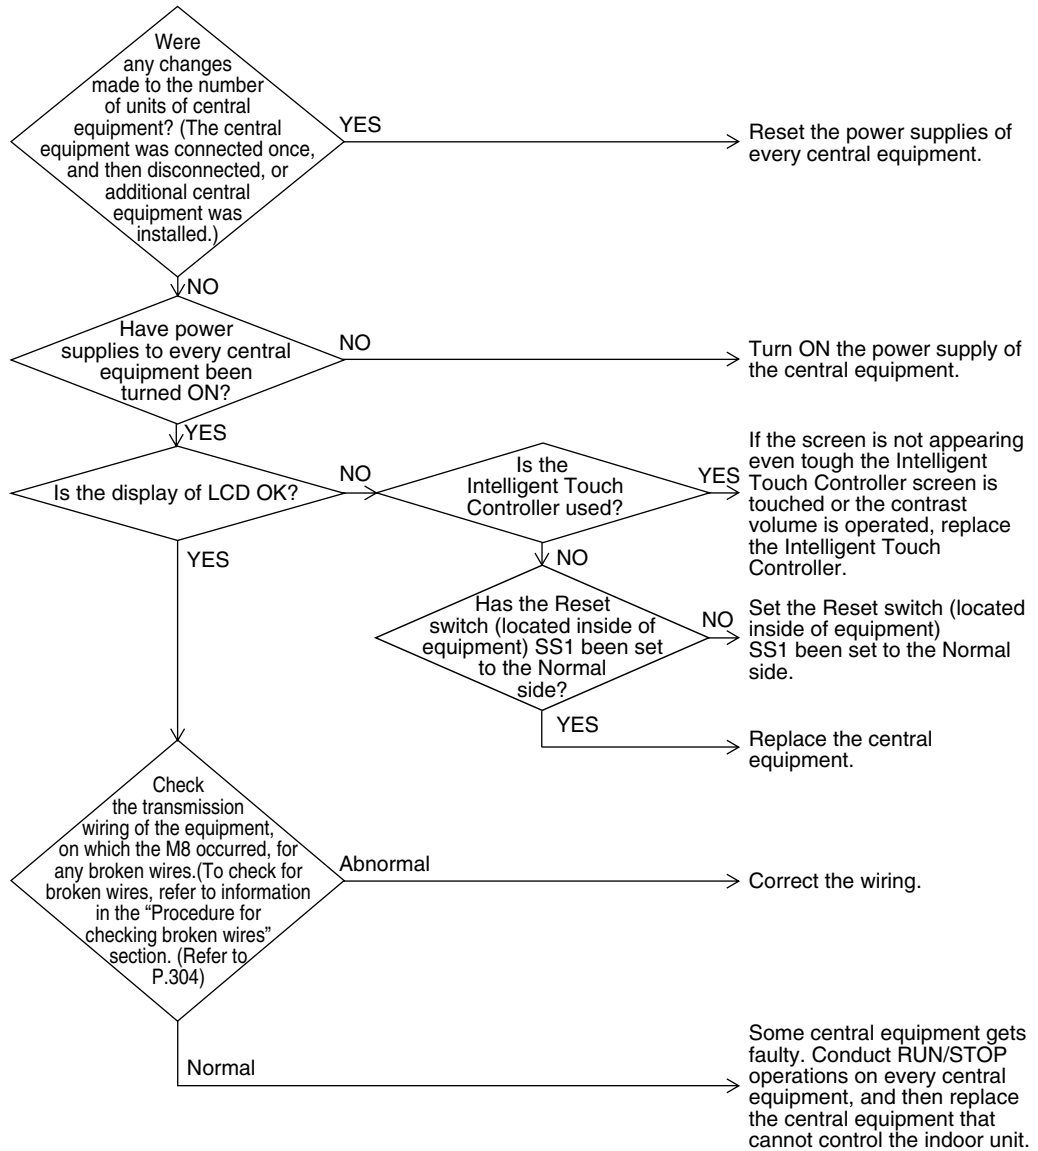 Were
any changes
made to the number
of units of central
equipment? (The central
equipment was connected once,
and then disconnected, or
additional central
equipment was
installed.)
YES
Reset the power supplies of
every central equipment.
NO
Have power
supplies to every central
equipment been
turned ON?
NO
Turn ON the power supply of
the central equipment.
YES
Is the display of LCD OK?
NO
Is the
Intelligent Touch
Controller used?
YES
If the screen is not appearing
even tough the Intelligent
Touch Controller screen is
touched or the contrast
volume is operated, replace
the Intelligent Touch
Controller.
YES
NO
Has the Reset
switch (located inside of
equipment) SS1 been set
to the Normal
side?
NO
Set the Reset switch (located
inside of equipment)
SS1 been set to the Normal
side.
YES
Replace the central
equipment.
Check
the transmission
wiring of the equipment,
on which the M8 occurred, for
any broken wires.(To check for
broken wires, refer to information
in the “Procedure for
checking broken wires”
section. (Refer to
P.304)
Abnormal
Correct the wiring.
Normal
Some central equipment gets
faulty. Conduct RUN/STOP
operations on every central
equipment, and then replace
the central equipment that
cannot control the indoor unit.